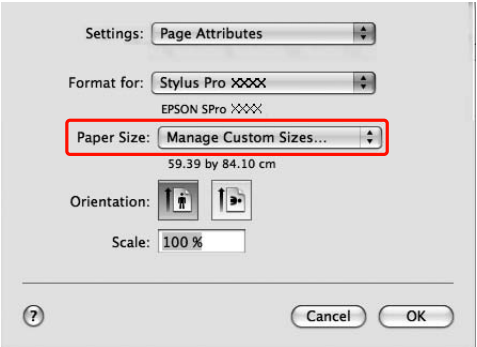 Settings: Page Attributes
Format for: Stylus Pro XXXX
EPSON SPro XXXX
Paper Size: Manage Custom Sizes...
59.39 by 84.10 cm
Orientation:
Scale: 100 %
? Cancel OK